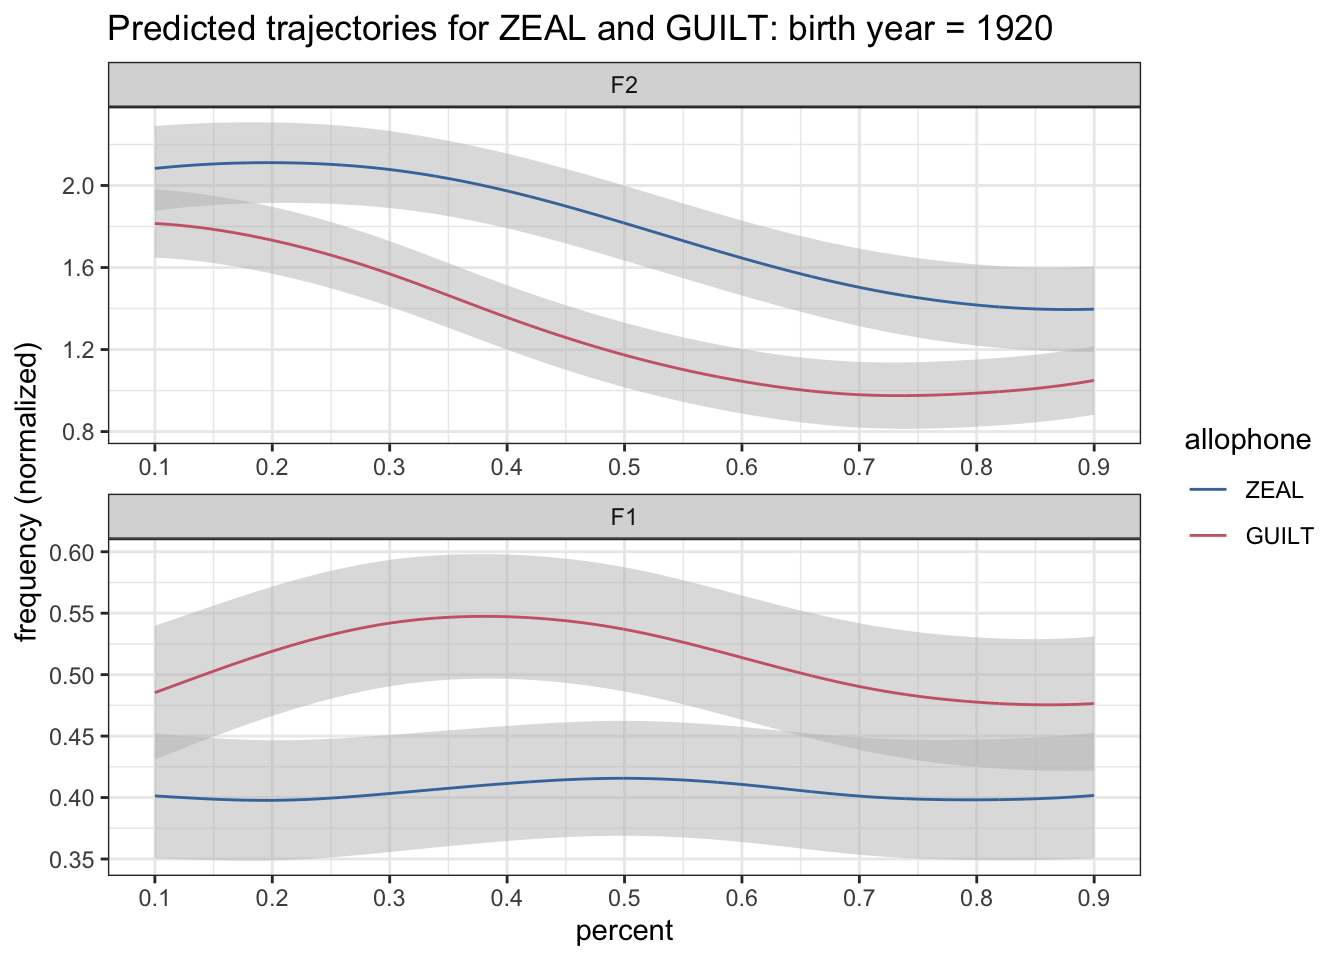 Predicted trajectories for ZEAL and GUILT: birth year = 1920
F2
2.0
1.6
1.2
0.8
0.1 0.2 0.3 0.4 0.5 0.6 0.7 0.8 0.9
F1
0.60
0.55
0.50
0.45
0.40
0.35
0.1 0.2 0.3 0.4 0.5 0.6 0.7 0.8 0.9
percent
frequency (normalized)
allophone
ZEAL
GUILT